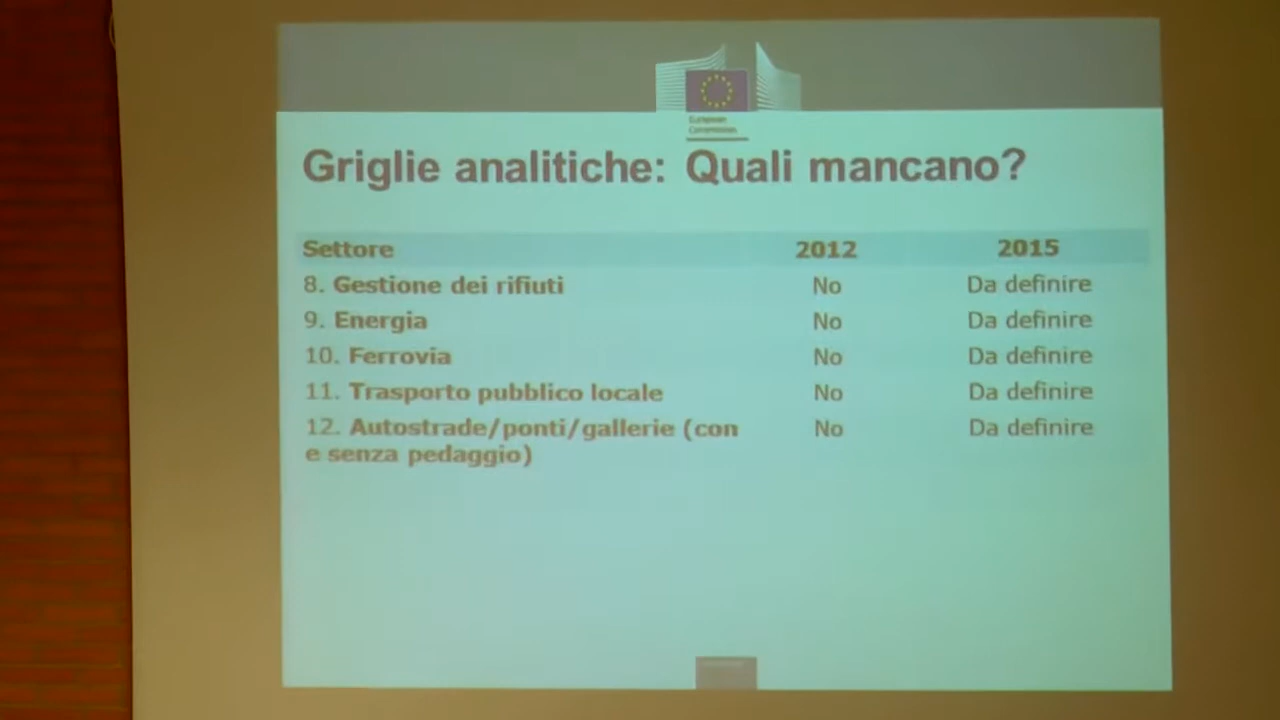 European
Commission
Griglie analitiche: Quali mancano?
Settore 2012 2015
8. Gestione dei rifiuti No Da definire
9. Energia No Da definire
10. Ferrovia No Da definire
11. Trasporto pubblico locale No Da definire
12. Autostrade/ponti/gallerie (con No Da definire
e senza pedaggio)